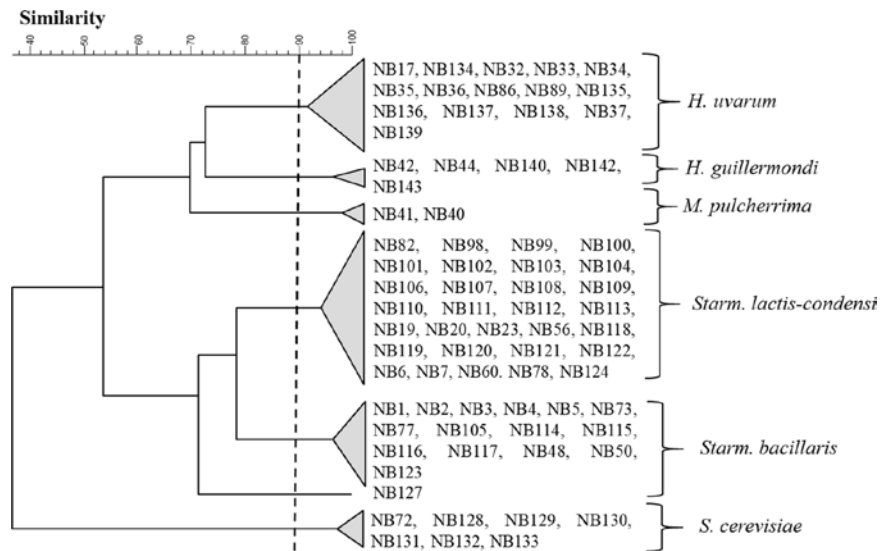 Similarity
40 50 60 70 80 90 100
NB17, NB134, NB32, NB33, NB34,
NB35, NB36, NB86, NB89, NB135,
NB136, NB137, NB138, NB37,
NB139
H. uvarum
NB42, NB44, NB140, NB142,
NB143
H. guillermondi
NB41, NB40
M. pulcherrima
NB82, NB98, NB99, NB100,
NB101, NB102, NB103, NB104,
NB106, NB107, NB108, NB109,
NB110, NB111, NB112, NB113,
NB19, NB20, NB23, NB56, NB118,
NB119, NB120, NB121, NB122,
NB6, NB7, NB60. NB78, NB124
Starm. lactis-condensi
NB1, NB2, NB3, NB4, NB5, NB73,
NB77, NB105, NB114, NB115,
NB116, NB117, NB48, NB50,
NB123
NB127
Starm. bacillaris
NB72, NB128, NB129, NB130,
NB131, NB132, NB133
S. cerevisiae